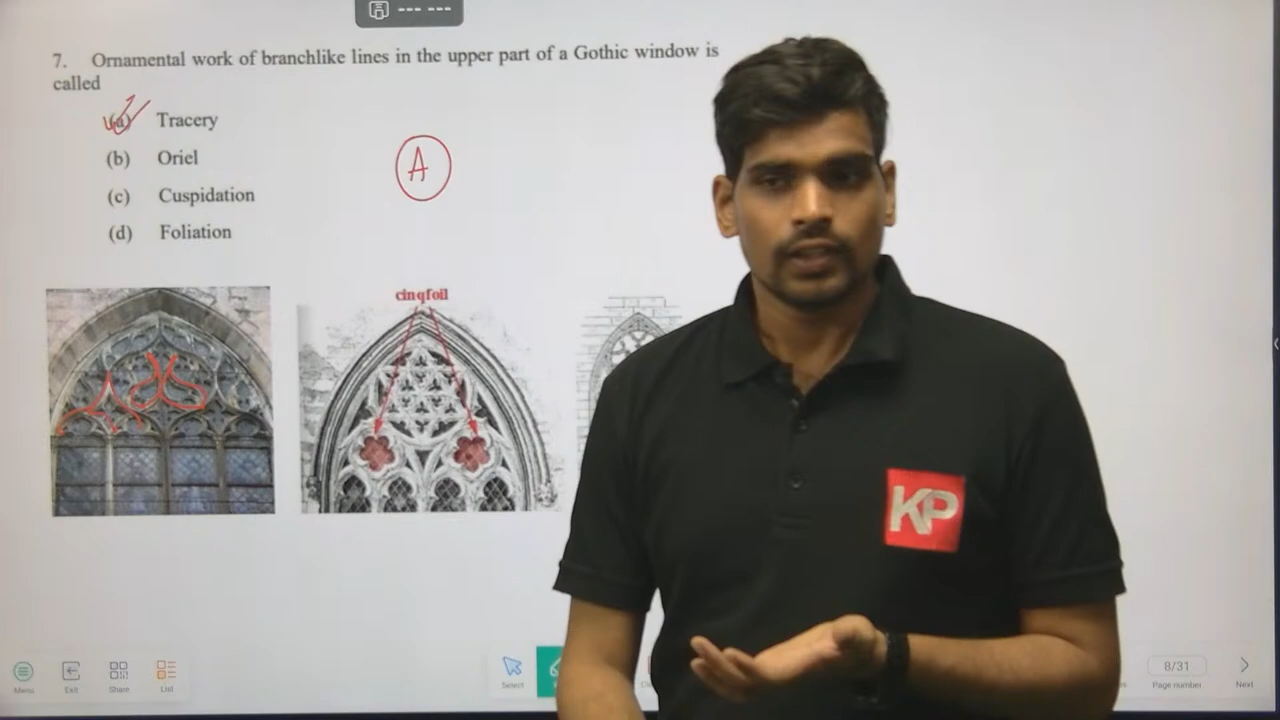 7. Ornamental work of branchlike lines in the upper part of a Gothic window is
called
(a) Tracery
(b) Oriel
(c) Cuspidation
(d) Foliation
A
cinqfoil
KP
Menu
Exit
Share
List
Select
8/31
Page number
Next